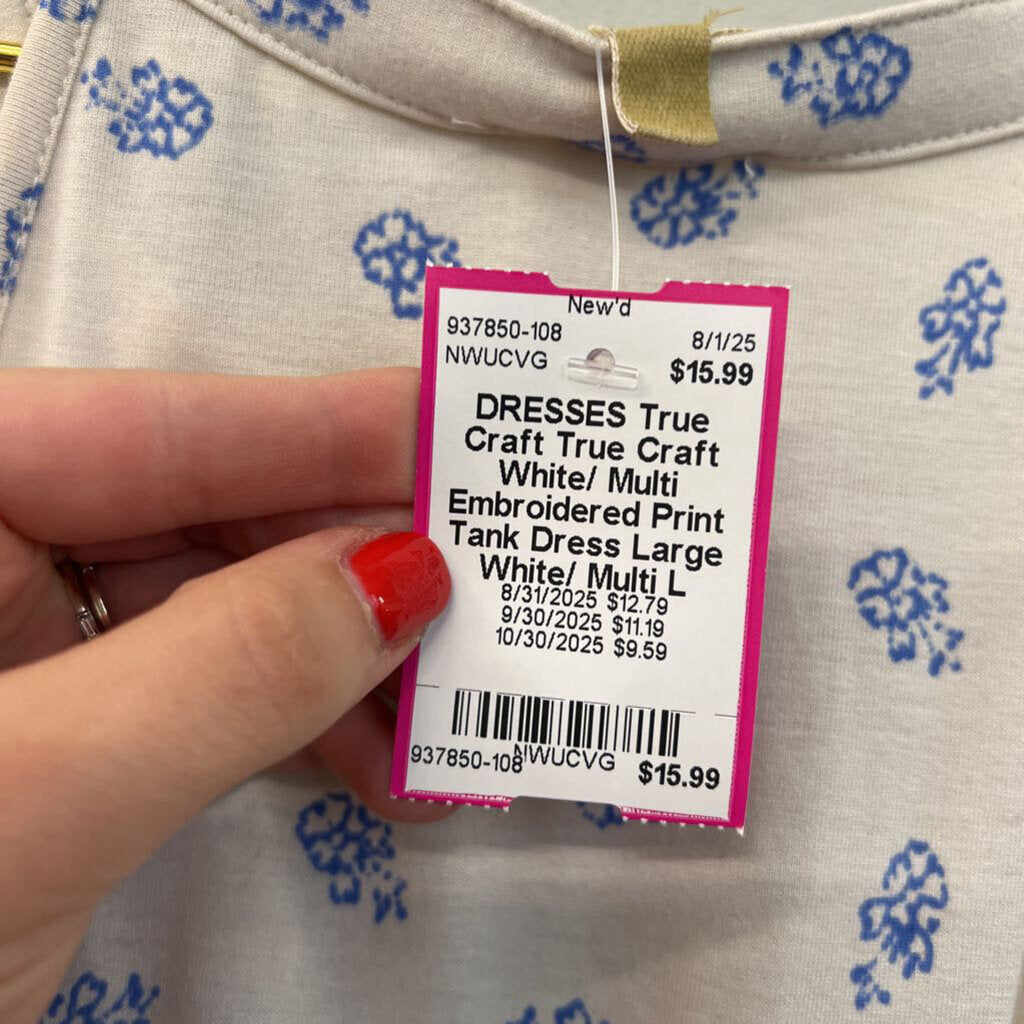 New'd
937850-108 8/1/25
NWUCVG $15.99
DRESSES True
Craft True Craft
White/ Multi
Embroidered Print
Tank Dress Large
White/ Multi L
8/31/2025 $12.79
9/30/2025 $11.19
10/30/2025 $9.59
937850-108 NWUCVG $15.99